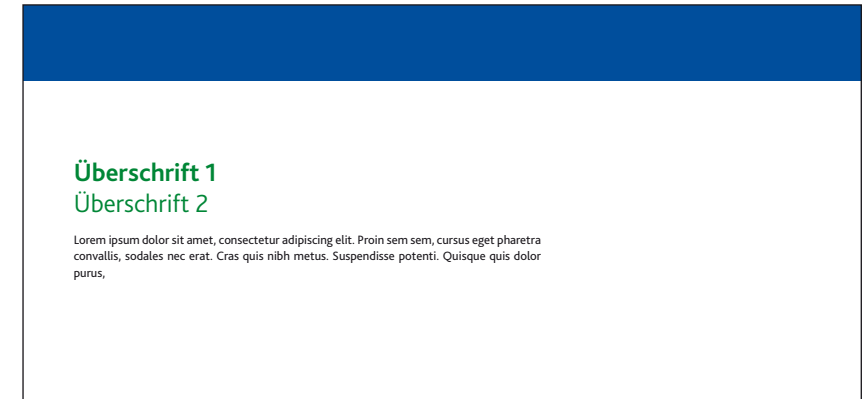 Überschrift 1
Überschrift 2
Lorem ipsum dolor sit amet, consectetur adipiscing elit. Proin sem sem, cursus eget pharetra
convallis, sodales nec erat. Cras quis nibh metus. Suspendisse potenti. Quisque quis dolor
purus,